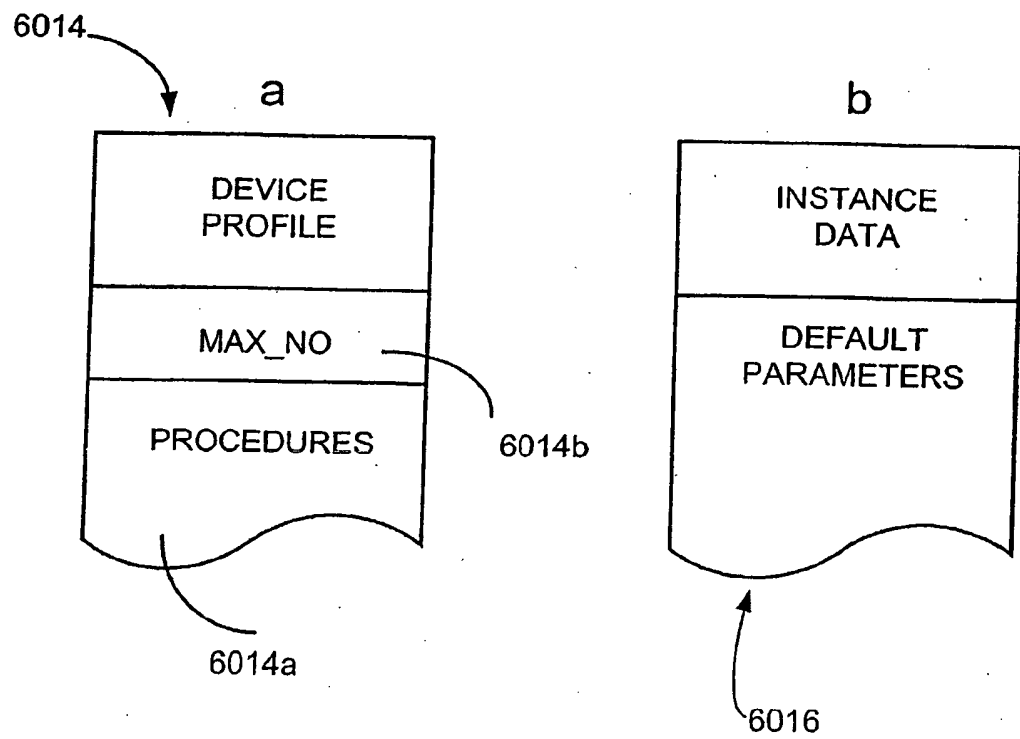 6014
a
DEVICE
PROFILE
MAX_NO
PROCEDURES
6014b
6014a
b
INSTANCE
DATA
DEFAULT
PARAMETERS
6016